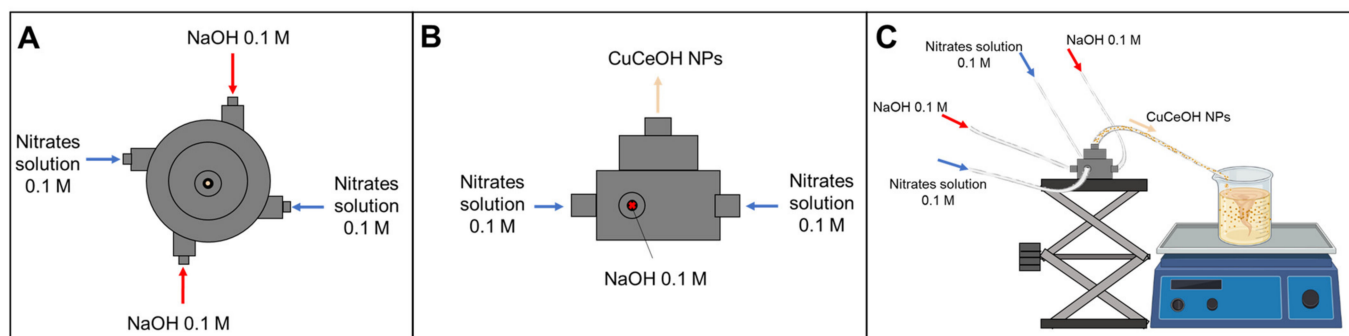 A
NaOH 0.1 M
Nitrates
solution
0.1 M
Nitrates
solution
0.1 M
NaOH 0.1 M
B
CuCeOH NPs
Nitrates
solution
0.1 M
Nitrates
solution
0.1 M
NaOH 0.1 M
C
Nitrates solution
0.1 M
NaOH 0.1 M
NaOH 0.1 M
CuCeOH NPs
Nitrates solution
0.1 M